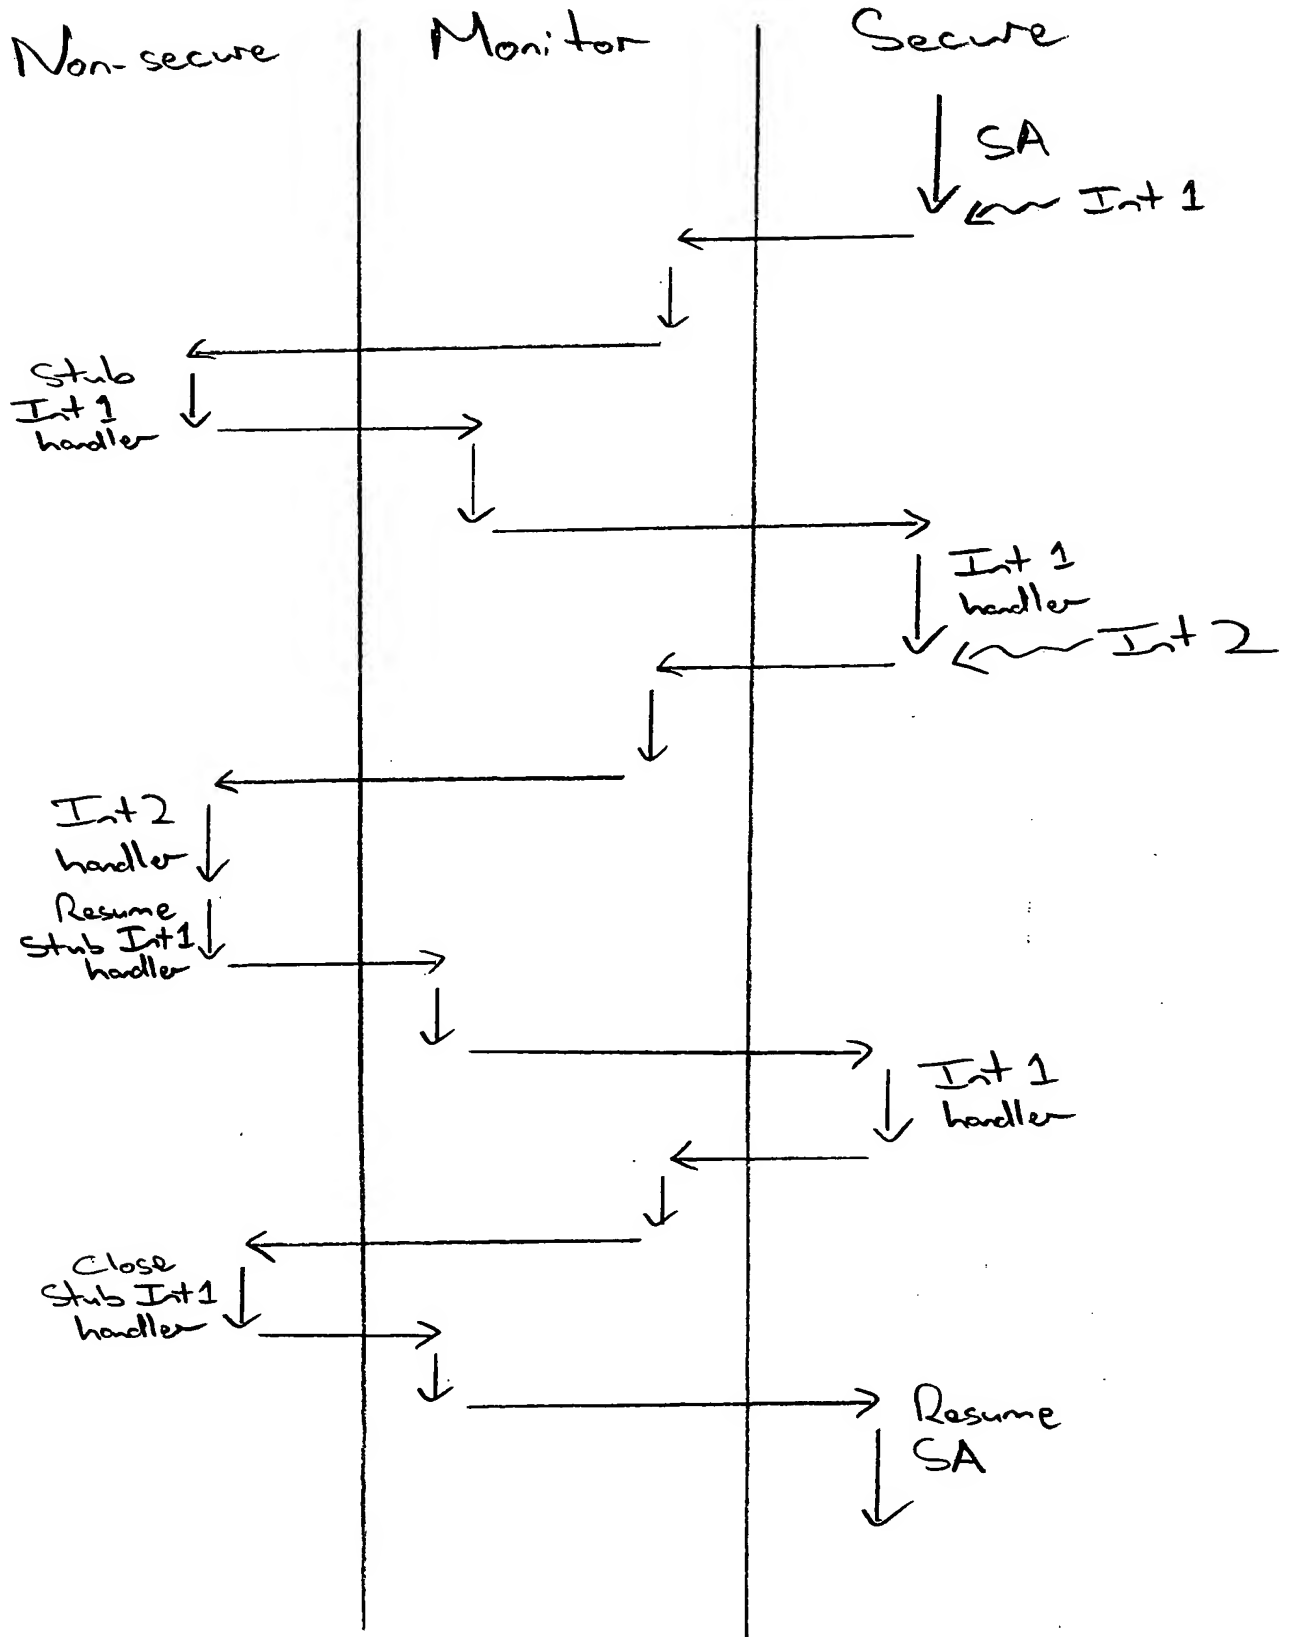 Non-secure
Monitor
Secure
SA
Int 1
Stub
Int 1
handler
Int 1
handler
Int 2
Int 2
handler
Resume
Stub Int 1
handler
Int 1
handler
Close
Stub Int 1
handler
Resume
SA